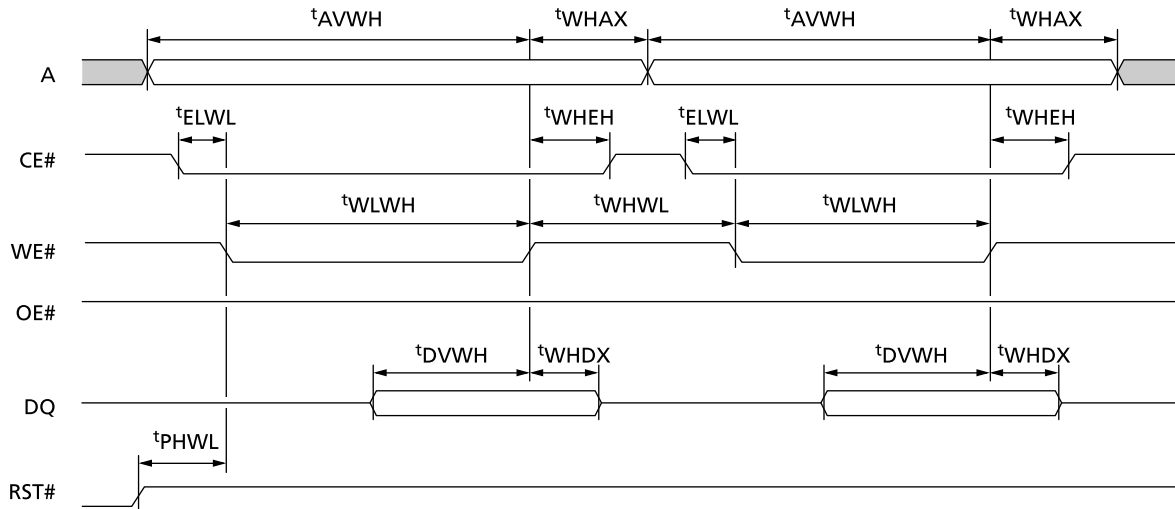 tAVWH tWHAX tAVWH tWHAX
A
tELWL tWHEH tELWL tWHEH
CE#
tWLWH tWHWL tWLWH
WE#
OE#
tDVWH tWHDX tDVWH tWHDX
DQ
tPHWL
RST#